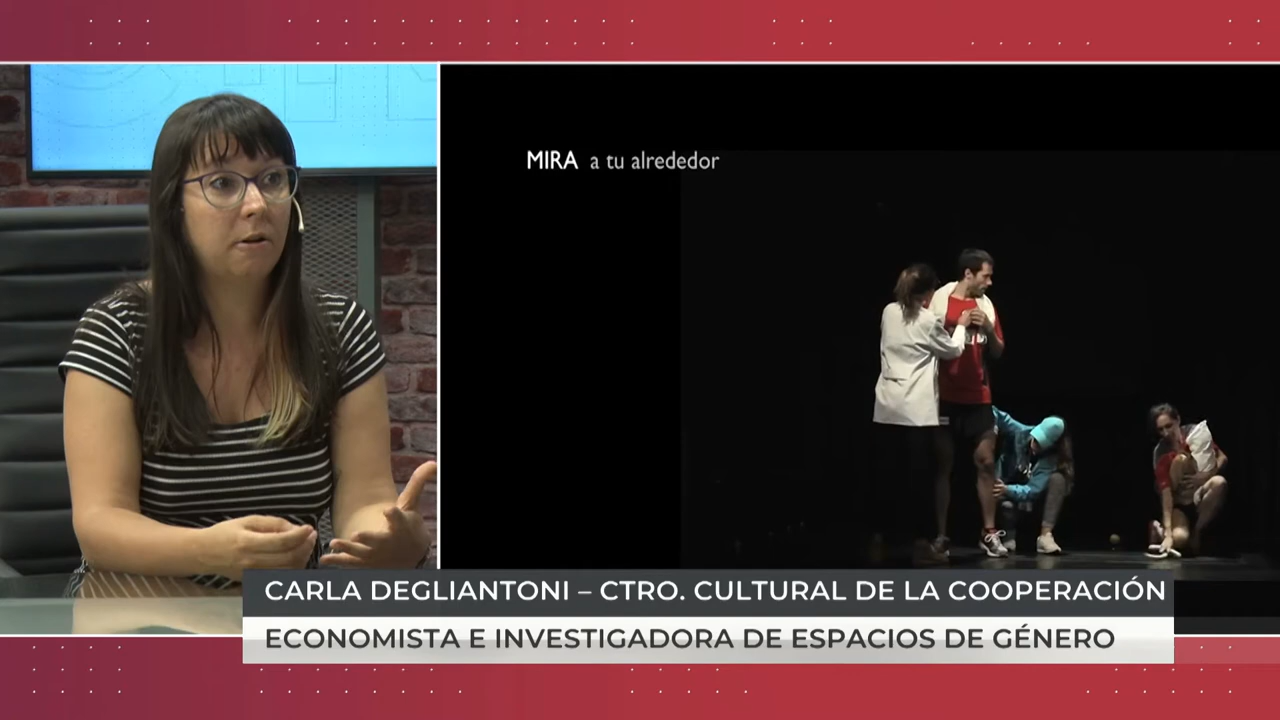 MIRA a tu alrededor
CARLA DEGLIANTONI – CTRO. CULTURAL DE LA COOPERACIÓN
ECONOMISTA E INVESTIGADORA DE ESPACIOS DE GÉNERO